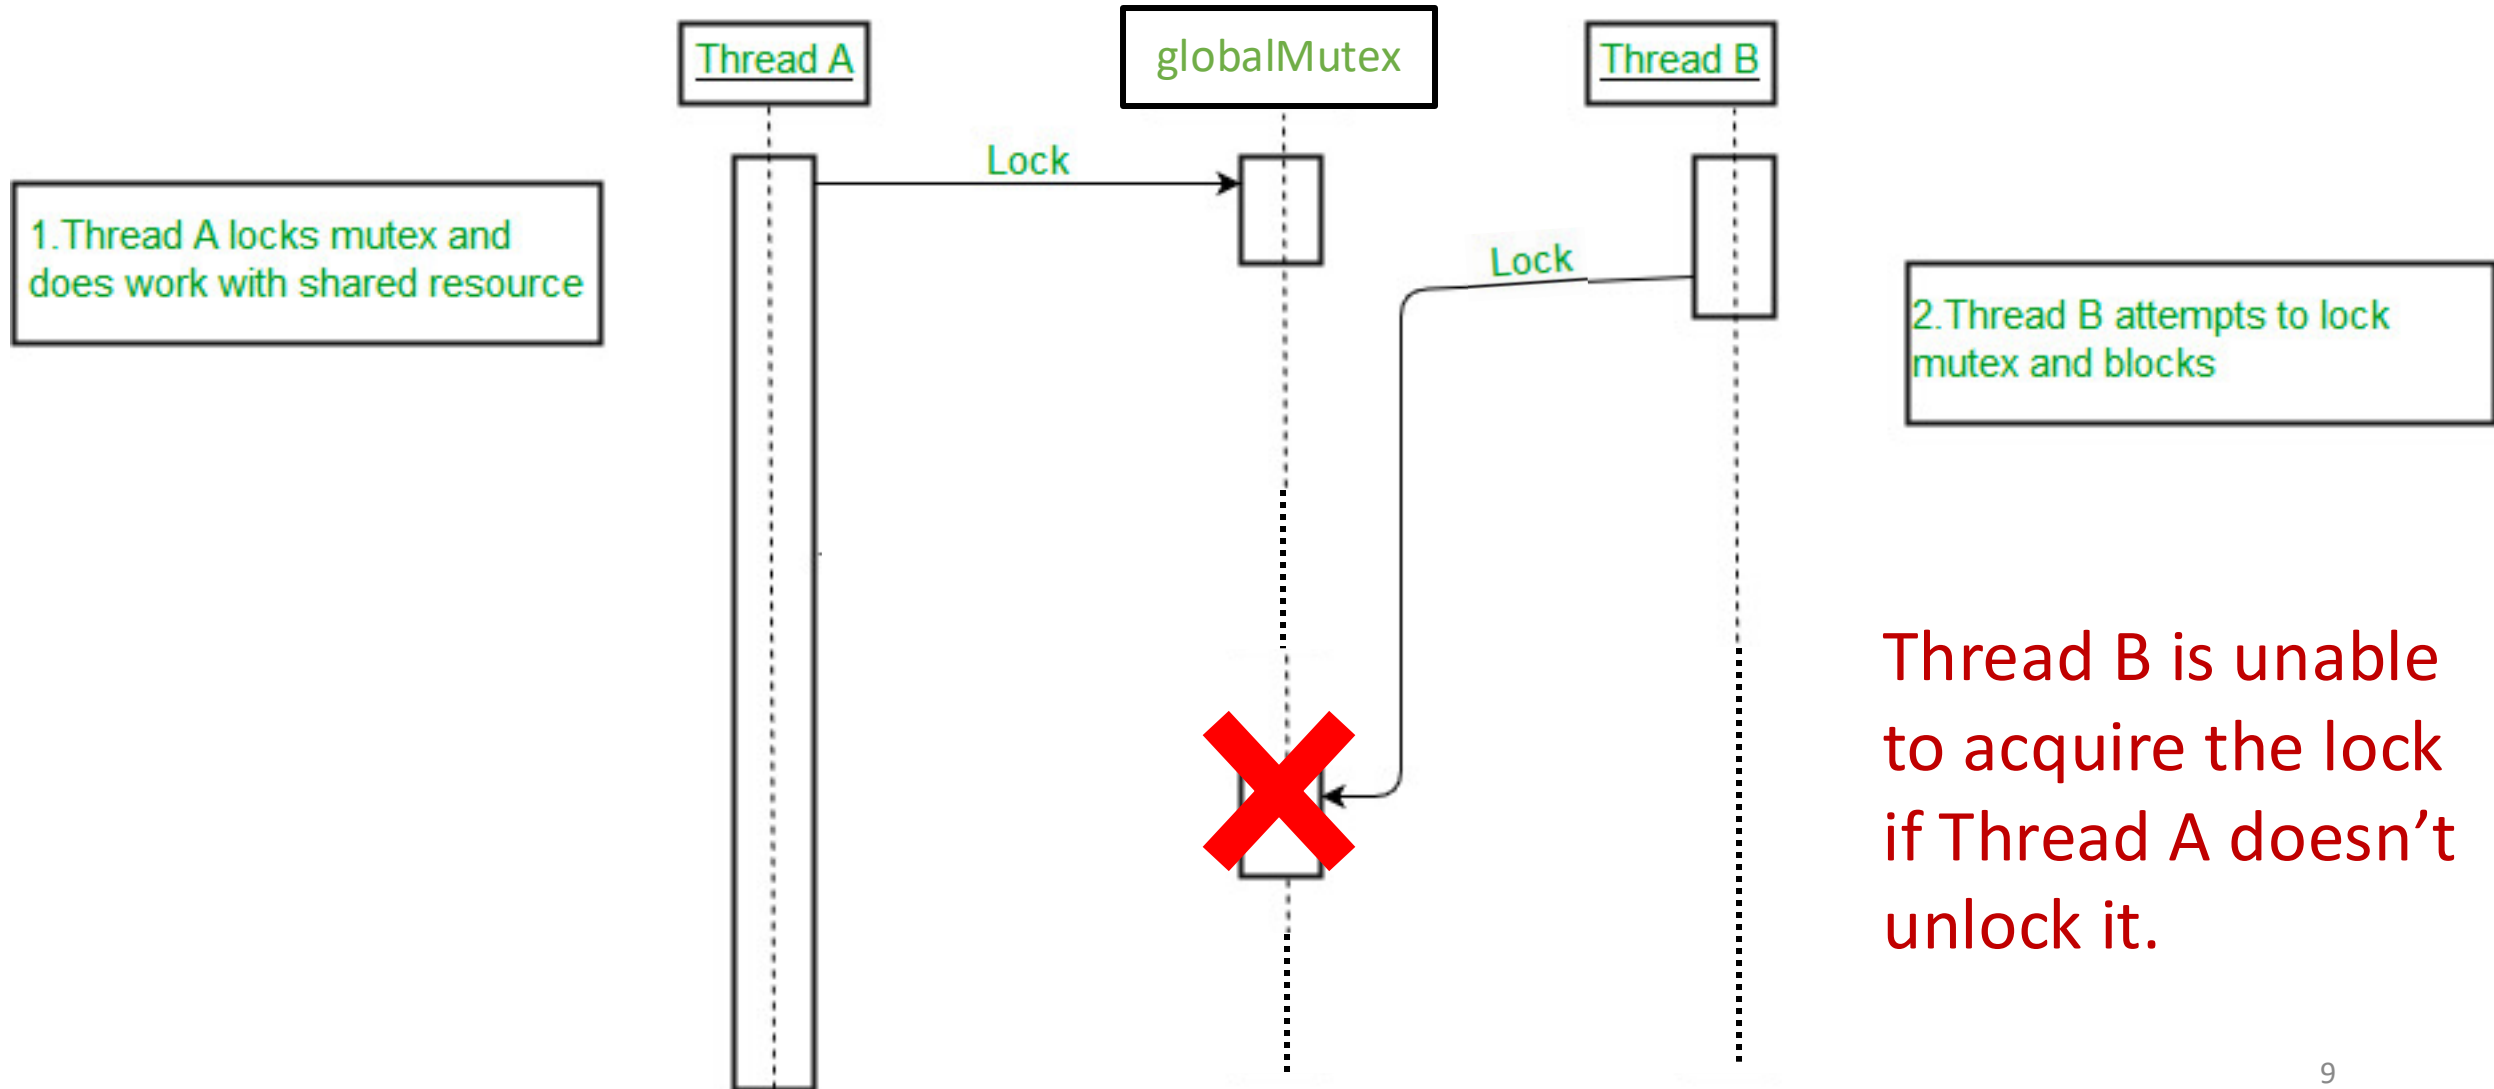 Thread A
globalMutex
Thread B
Lock
1.Thread A locks mutex and
does work with shared resource
Lock
2.Thread B attempts to lock
mutex and blocks
Thread B is unable
to acquire the lock
if Thread A doesn’t
unlock it.
9